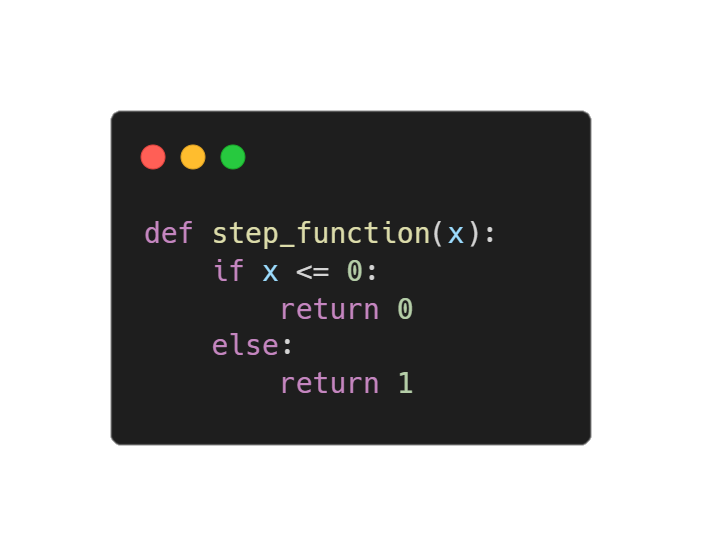 def step_function(x):
    if x <= 0:
        return 0
    else:
        return 1